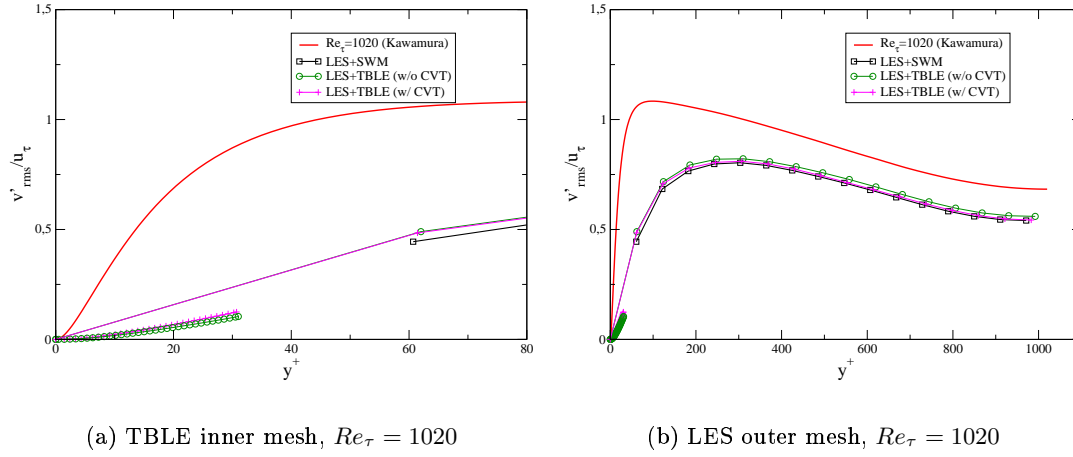 1,5
1
0,5
0
v'rms/uτ
0 20 40 60 80
y+
Reτ=1020 (Kawamura)
LES+SWM
LES+TBLE (w/o CVT)
LES+TBLE (w/ CVT)
(a) TBLE inner mesh, Reτ = 1020
1,5
1
0,5
0
v'rms/uτ
0 200 400 600 800 1000
y+
Reτ=1020 (Kawamura)
LES+SWM
LES+TBLE (w/o CVT)
LES+TBLE (w/ CVT)
(b) LES outer mesh, Reτ = 1020